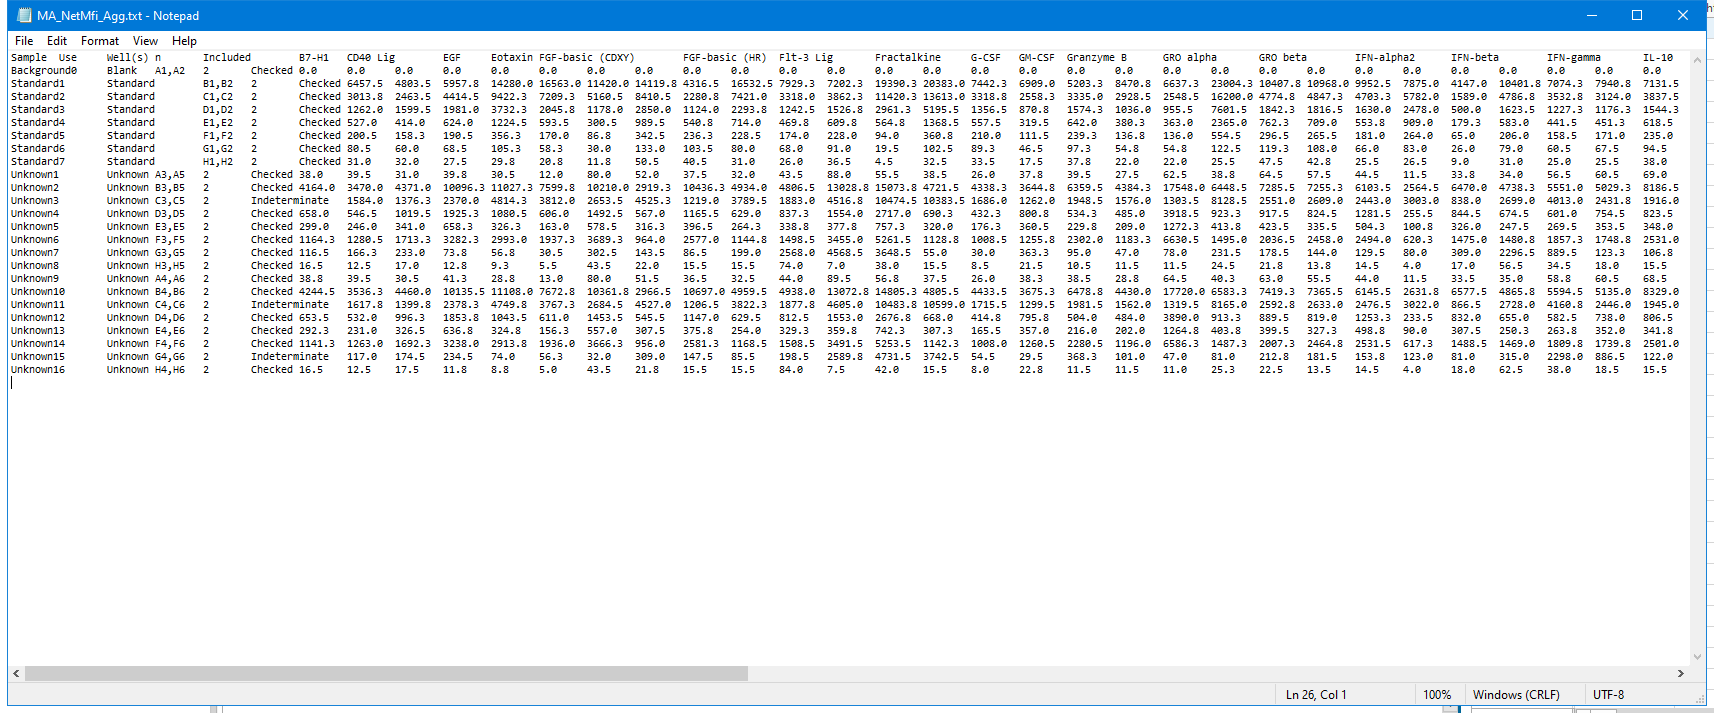 MA_NetMfi_Agg.txt - Notepad
File Edit Format View Help
Sample Use Well(s) n Included B7-H1 CD40 Lig EGF Eotaxin FGF-basic (CDXY) FGF-basic (HR) Flt-3 Lig Fractalkine G-CSF GM-CSF Granzyme B GRO alpha GRO beta IFN-alpha2 IFN-beta IFN-gamma IL-10
Background0 Blank A1,A2 2 Checked 0.0 0.0 0.0 0.0 0.0 0.0 0.0 0.0 0.0 0.0 0.0 0.0 0.0 0.0 0.0 0.0 0.0 0.0 0.0 0.0 0.0 0.0 0.0 0.0 0.0 0.0 0.0 0.0 0.0
Standard1 Standard B1,B2 2 Checked 6457.5 4803.5 5957.8 14280.0 16563.0 11420.0 14119.8 4316.5 16532.5 7929.3 7202.3 19390.3 20383.0 7442.3 6909.0 5203.3 8470.8 6637.3 23004.3 10407.8 10968.0 9952.5 7875.0 4147.0 10401.8 7074.3 7940.8 7131.5
Standard2 Standard C1,C2 2 Checked 3013.8 2463.5 4414.5 9422.3 7209.3 5160.5 8410.5 2280.8 7421.0 3318.0 3862.3 11420.3 15613.0 3318.8 2558.3 3335.0 2928.5 2548.5 16200.0 4774.8 4847.3 4703.3 5782.0 1589.0 4786.8 3532.8 3124.0 3837.5
Standard3 Standard D1,D2 2 Checked 1262.0 1599.5 1981.0 3732.3 2045.8 1178.0 2850.0 1124.0 2293.8 1242.5 1526.8 2961.3 5195.5 1356.5 870.8 1574.3 1036.0 955.5 7601.5 1842.3 1816.5 1630.0 2478.0 500.0 1623.5 1227.3 1176.3 1544.3
Standard4 Standard E1,E2 2 Checked 527.0 414.0 624.0 1224.5 593.5 300.5 989.5 540.8 714.0 469.8 609.8 564.8 1368.5 557.5 319.5 642.0 380.3 363.0 2365.0 762.3 709.0 553.8 909.0 179.3 583.0 441.5 451.3 618.5
Standard5 Standard F1,F2 2 Checked 200.5 158.3 190.5 356.3 170.0 86.8 342.5 236.3 228.5 174.0 228.0 94.0 360.8 210.0 111.5 239.3 136.8 136.0 554.5 296.5 265.5 181.0 264.0 65.0 206.0 158.5 171.0 235.0
Standard6 Standard G1,G2 2 Checked 80.5 60.0 68.5 105.3 58.3 30.0 133.0 103.5 80.0 68.0 91.0 19.5 102.5 89.3 46.5 97.3 54.8 54.8 122.5 119.3 108.0 66.0 83.0 26.0 79.0 60.5 67.5 94.5
Standard7 Standard H1,H2 2 Checked 31.0 32.0 27.5 29.8 20.8 11.8 50.5 40.5 31.0 26.0 36.5 4.5 32.5 33.5 17.5 37.8 22.0 22.0 25.5 47.5 42.8 25.5 26.5 9.0 31.0 25.0 25.5 38.0
Unknown1 Unknown A3,A5 2 Checked 38.0 39.5 31.0 39.8 30.5 12.0 80.0 52.0 37.5 32.0 43.5 88.0 55.5 38.5 26.0 37.8 39.5 27.5 62.5 38.8 64.5 57.5 44.5 11.5 33.8 34.0 56.5 60.5 69.0
Unknown2 Unknown B3,B5 2 Checked 4164.0 3470.0 4371.0 10096.3 11027.3 7599.8 10210.0 2919.3 10436.3 4934.0 4806.5 13028.8 15073.8 4721.5 4338.3 3644.8 6359.5 4384.3 17548.0 6448.5 7285.5 7255.3 6103.5 2564.5 6470.0 4738.3 5551.0 5029.3 8186.5
Unknown3 Unknown C3,C5 2 Indeterminate 1584.0 1376.3 2370.0 4814.3 3812.0 2653.5 4525.3 1219.0 3789.5 1883.0 4516.8 10474.5 10383.5 1686.0 1262.0 1948.5 1576.0 1303.5 8128.5 2551.0 2609.0 2443.0 3003.0 838.0 2699.0 4013.0 2431.8 1916.0
Unknown4 Unknown D3,D5 2 Checked 658.0 546.5 1019.5 1925.3 1080.5 606.0 1492.5 567.0 1165.5 629.0 837.3 1554.0 2717.0 690.3 432.3 800.8 534.3 485.0 3918.5 923.3 917.5 824.5 1281.5 255.5 844.5 674.5 601.0 754.5 823.5
Unknown5 Unknown E3,E5 2 Checked 299.0 246.0 341.0 658.3 326.3 163.0 578.5 316.3 396.5 264.3 338.8 377.8 757.3 320.0 176.3 360.5 229.8 209.0 1272.3 413.8 423.5 335.5 504.3 100.8 326.0 247.5 269.5 353.5 348.0
Unknown6 Unknown F3,F5 2 Checked 1164.3 1280.5 1713.3 3282.3 2993.0 1937.3 3689.3 964.0 2577.0 1144.8 1498.5 3455.0 5261.5 1128.8 1008.5 1255.8 2302.0 1183.3 6630.5 1495.0 2036.5 2458.0 2494.0 620.3 1475.0 1480.8 1857.3 1748.8 2531.0
Unknown7 Unknown G3,G5 2 Checked 116.5 166.3 233.0 73.8 56.8 30.5 302.5 143.5 86.5 199.0 2568.0 4568.5 3648.5 55.0 30.0 363.3 95.0 47.0 78.0 231.5 178.5 144.0 129.5 80.0 309.0 2296.5 889.5 123.3 106.8
Unknown8 Unknown H3,H5 2 Checked 16.5 12.5 17.0 12.8 9.3 5.5 43.5 22.0 15.5 15.5 74.0 7.0 38.0 15.5 8.5 21.5 10.5 11.5 11.5 24.5 21.8 13.8 14.5 4.0 17.0 56.5 34.5 18.0 15.5
Unknown9 Unknown A4,A6 2 Checked 38.8 39.5 30.5 41.3 28.8 13.0 80.0 51.5 36.5 32.5 44.0 89.5 56.8 37.5 26.0 38.3 38.5 28.8 64.5 40.3 63.0 55.5 44.0 11.5 33.5 35.0 58.8 60.5 68.5
Unknown10 Unknown B4,B6 2 Checked 4244.5 3536.3 4460.0 10135.5 11108.0 7672.8 10361.8 2966.5 10697.0 4959.5 4938.0 13072.8 14805.3 4805.5 4433.5 3675.3 6478.8 4430.0 17720.0 6583.3 7419.3 7365.5 6145.5 2631.8 6577.5 4865.8 5594.5 5135.0 8329.0
Unknown11 Unknown C4,C6 2 Indeterminate 1617.8 1399.8 2378.3 4749.8 3767.3 2684.5 4527.0 1206.5 3822.3 1877.8 4605.0 10483.8 10599.0 1715.5 1299.5 1981.5 1562.0 1319.5 8165.0 2592.8 2633.0 2476.5 3022.0 866.5 2728.0 4160.8 2446.0 1945.0
Unknown12 Unknown D4,D6 2 Checked 653.5 532.0 996.3 1853.8 1043.5 611.0 1453.5 545.5 1147.0 629.5 812.5 1553.0 2676.8 668.0 414.8 795.8 504.0 484.0 3890.0 913.3 889.5 819.0 1253.3 233.5 832.0 655.0 582.5 738.0 806.5
Unknown13 Unknown E4,E6 2 Checked 292.3 231.0 326.5 636.8 324.8 156.3 557.0 307.5 375.8 254.0 329.3 359.8 742.3 307.3 165.5 357.0 216.0 202.0 1264.8 403.8 399.5 327.3 498.8 90.0 307.5 250.3 263.8 352.0 341.8
Unknown14 Unknown F4,F6 2 Checked 1141.3 1263.0 1692.3 3238.0 2913.8 1936.0 3666.3 956.0 2581.3 1168.5 1508.5 3491.5 5253.5 1142.3 1008.0 1260.5 2280.5 1196.0 6586.3 1487.3 2007.3 2464.8 2531.5 617.3 1488.5 1469.0 1809.8 1739.8 2501.0
Unknown15 Unknown G4,G6 2 Indeterminate 117.0 174.5 234.5 74.0 56.3 32.0 309.0 147.5 85.5 198.5 2589.8 4731.5 3742.5 54.5 29.5 368.3 101.0 47.0 81.0 212.8 181.5 153.8 123.0 81.0 315.0 2298.0 886.5 122.0
Unknown16 Unknown H4,H6 2 Checked 16.5 12.5 17.5 11.8 8.8 5.0 43.5 21.8 15.5 15.5 84.0 7.5 42.0 15.5 8.0 22.8 11.5 11.5 11.0 25.3 22.5 13.5 14.5 4.0 18.0 62.5 38.0 18.5 15.5
Ln 26, Col 1 100% Windows (CRLF) UTF-8